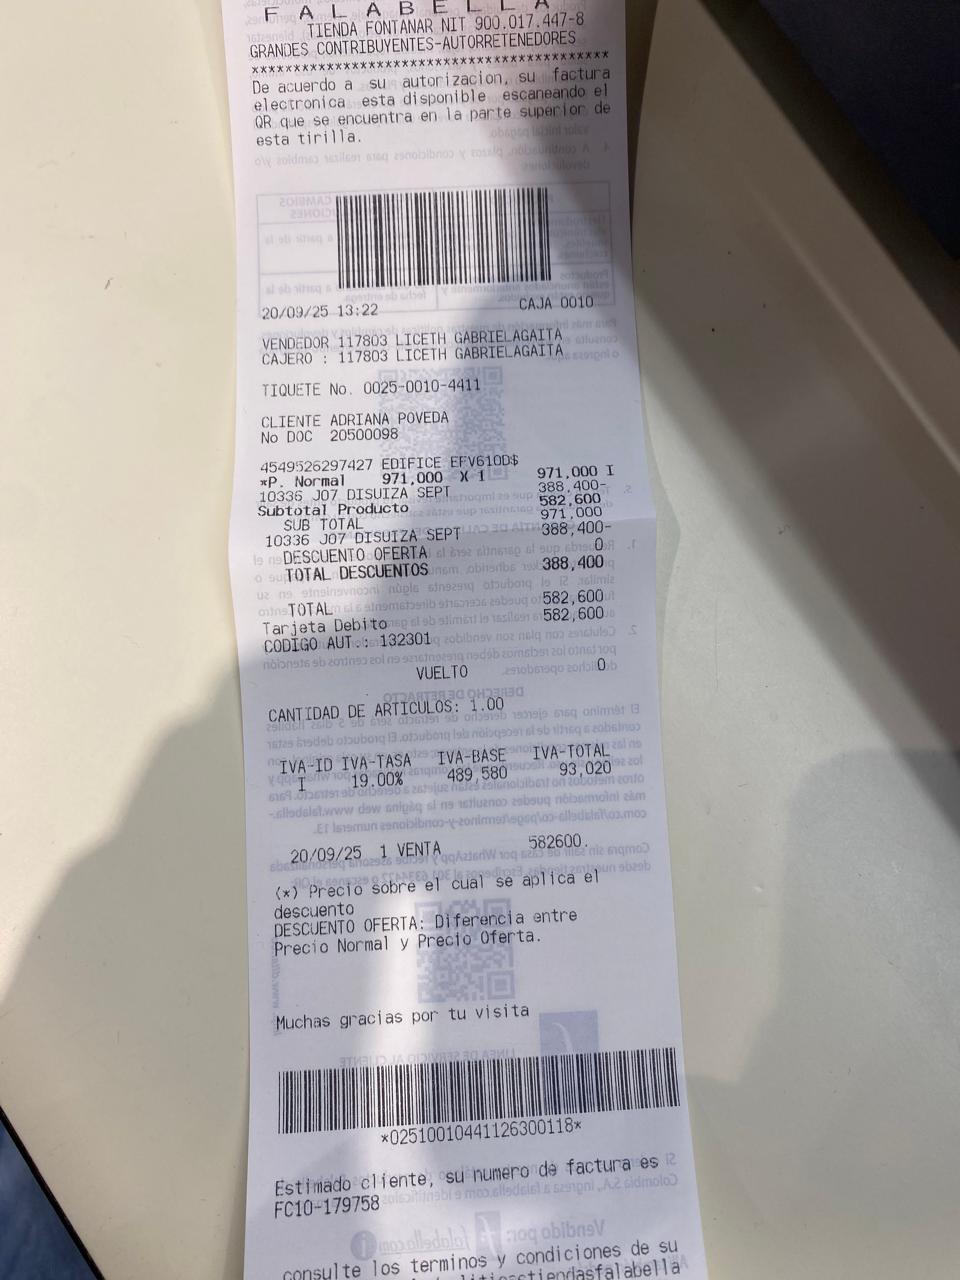 F A L A B E L L A
TIENDA FONTANAR NIT 900.017.447-8
GRANDES CONTRIBUYENTES-AUTORRETENEDORES
******************************************
De acuerdo a su autorizacion, su factura
electronica esta disponible escaneando el
QR que se encuentra en la parte superior de
esta tirilla.
20/09/25 13:22 CAJA 0010
VENDEDOR 117803 LICETH GABRIELAGAITA
CAJERO : 117803 LICETH GABRIELAGAITA
TIQUETE No. 0025-0010-4411
CLIENTE ADRIANA POVEDA
No DOC 20500098
4549526297427 EDIFICE EFV610D$
*P. Normal 971,000 X 1 971,000 I
10336 J07 DISUIZA SEPT 388,400-
Subtotal Producto 582,600
SUB TOTAL 971,000
10336 J07 DISUIZA SEPT 388,400-
DESCUENTO OFERTA 0
TOTAL DESCUENTOS 388,400
TOTAL 582,600
Tarjeta Debito 582,600
CODIGO AUT.: 132301
VUELTO 0
CANTIDAD DE ARTICULOS: 1.00
IVA-ID IVA-TASA IVA-BASE IVA-TOTAL
I 19.00% 489,580 93,020
20/09/25 1 VENTA 582600.
(*) Precio sobre el cual se aplica el
descuento
DESCUENTO OFERTA: Diferencia entre
Precio Normal y Precio Oferta.
Muchas gracias por tu visita
*02510010441126300118*
Estimado cliente, su numero de factura es
FC10-179758
consulte los terminos y condiciones de su